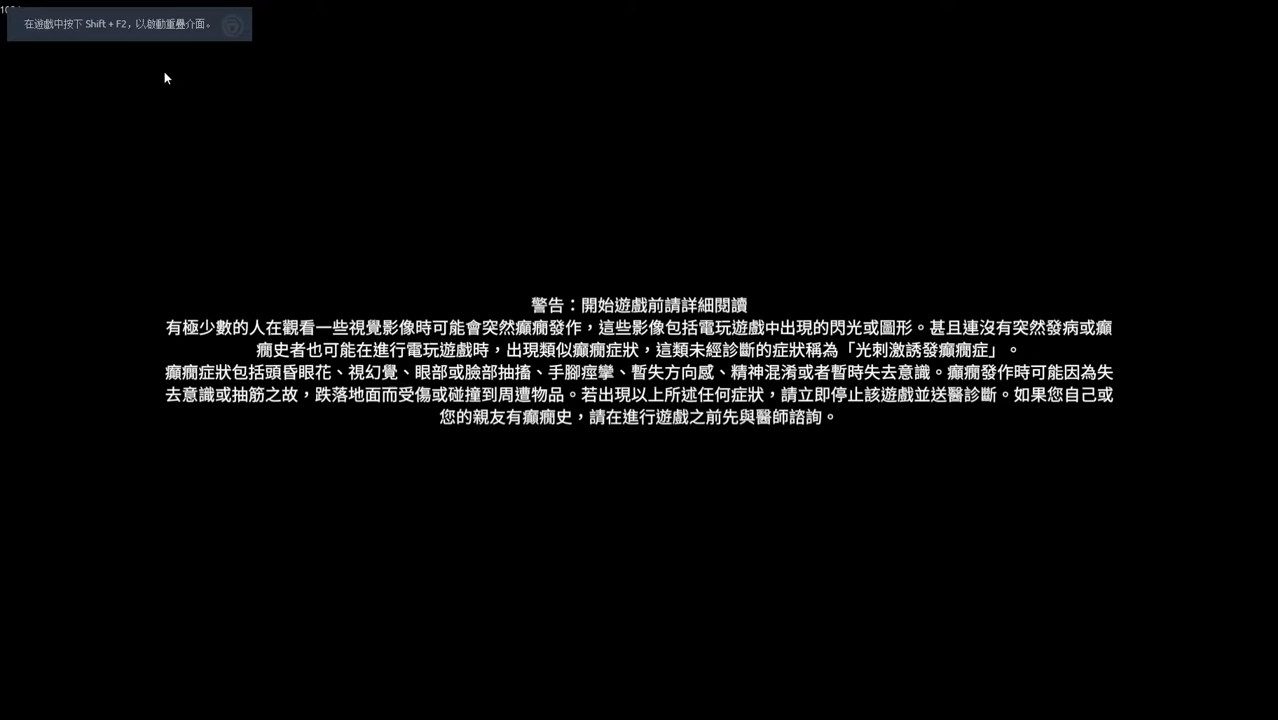 在遊戲中按下 Shift + F2，以啟動重疊介面。
警告：開始遊戲前請詳細閱讀
有極少數的人在觀看一些視覺影像時可能會突然癲癇發作，這些影像包括電玩遊戲中出現的閃光或圖形。甚且連沒有突然發病或癲
癇史者也可能在進行電玩遊戲時，出現類似癲癇症狀，這類未經診斷的症狀稱為「光刺激誘發癲癇症」。
癲癇症狀包括頭昏眼花、視幻覺、眼部或臉部抽搐、手腳痙攣、暫失方向感、精神混淆或者暫時失去意識。癲癇發作時可能因為失
去意識或抽筋之故，跌落地面而受傷或碰撞到周遭物品。若出現以上所述任何症狀，請立即停止該遊戲並送醫診斷。如果您自己或
您的親友有癲癇史，請在進行遊戲之前先與醫師諮詢。